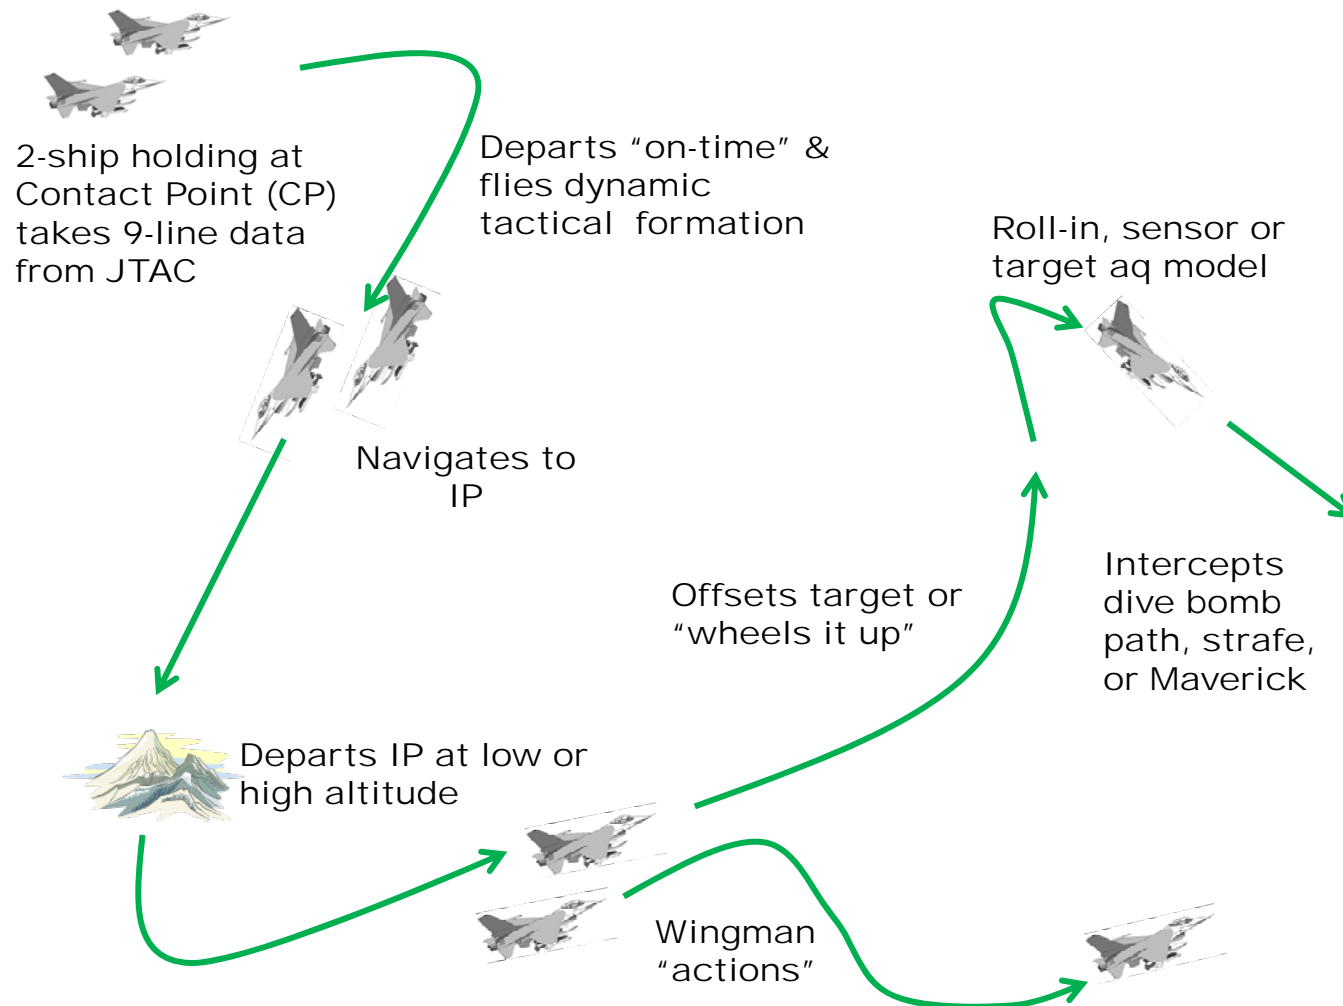 2-ship holding at
Contact Point (CP)
takes 9-line data
from JTAC
Departs “on-time” &
flies dynamic
tactical formation
Roll-in, sensor or
target aq model
Navigates to
IP
Offsets target or
“wheels it up”
Intercepts
dive bomb
path, strafe,
or Maverick
Departs IP at low or
high altitude
Wingman
“actions”